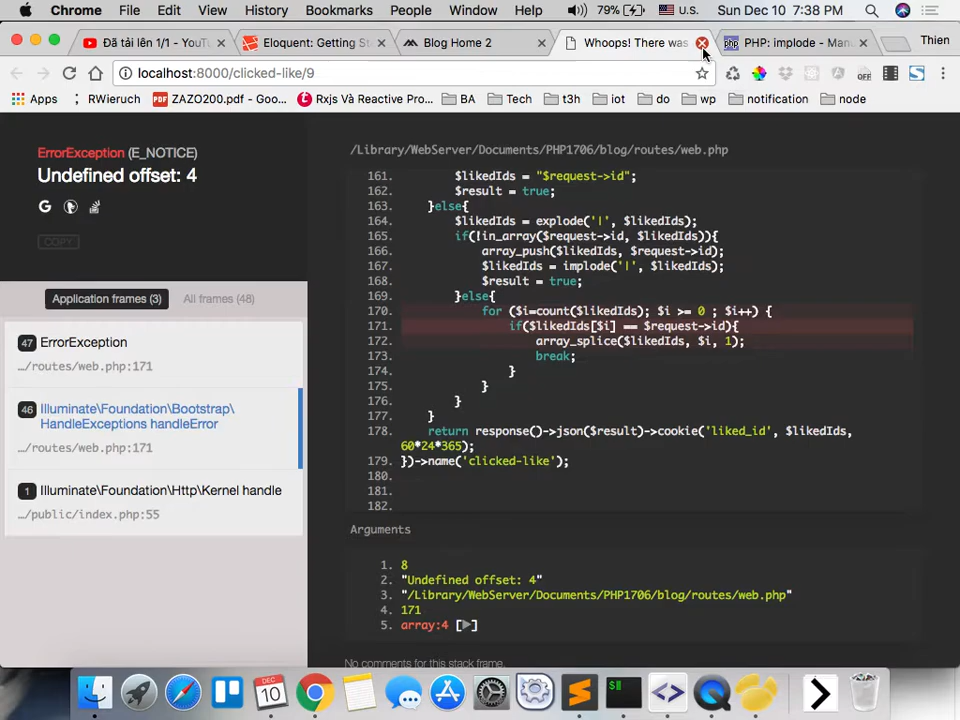 Chrome File Edit View History Bookmarks People Window Help 79% U.S. Sun Dec 10 7:38 PM
Đã tải lên 1/1 - YouTu Eloquent: Getting St Blog Home 2 Whoops! There was PHP: implode - Manu Thien
localhost:8000/clicked-like/9
Apps RWieruch ZAZO200.pdf - Goo... Rxjs Và Reactive Pro... BA Tech t3h iot do wp notification node
ErrorException (E_NOTICE)
Undefined offset: 4
COPY
Application frames (3) All frames (48)
47 ErrorException
…/routes/web.php:171
46 Illuminate\Foundation\Bootstrap\
HandleExceptions handleError
…/routes/web.php:171
1 Illuminate\Foundation\Http\Kernel handle
…/public/index.php:55
/Library/WebServer/Documents/PHP1706/blog/routes/web.php
161. $likedIds = "$request->id";
162. $result = true;
163. }else{
164. $likedIds = explode('|', $likedIds);
165. if(!in_array($request->id, $likedIds)){
166. array_push($likedIds, $request->id);
167. $likedIds = implode('|', $likedIds);
168. $result = true;
169. }else{
170. for ($i=count($likedIds); $i >= 0 ; $i++) {
171. if($likedIds[$i] == $request->id){
172. array_splice($likedIds, $i, 1);
173. break;
174. }
175. }
176. }
177. }
178. return response()->json($result)->cookie('liked_id', $likedIds,
60*24*365);
179. })->name('clicked-like');
180.
181.
182.
Arguments
1. 8
2. "Undefined offset: 4"
3. "/Library/WebServer/Documents/PHP1706/blog/routes/web.php"
4. 171
5. array:4 [▶]
No comments for this stack frame.
DEC
10